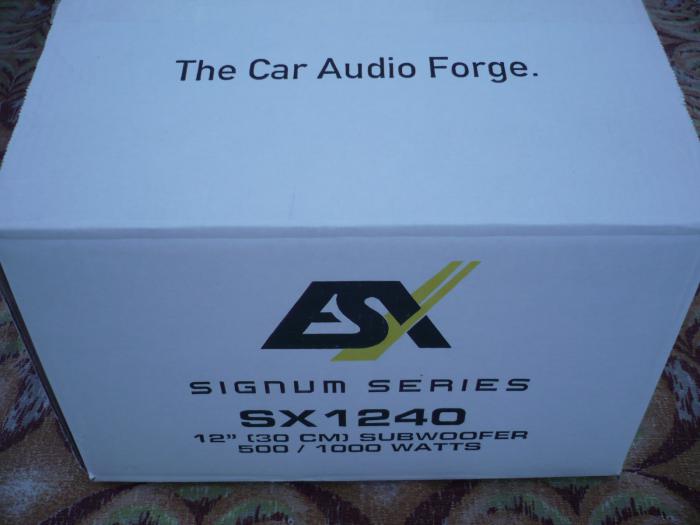 The Car Audio Forge.
ESX
SIGNUM SERIES
SX1240
12" (30 CM) SUBWOOFER
500 / 1000 WATTS